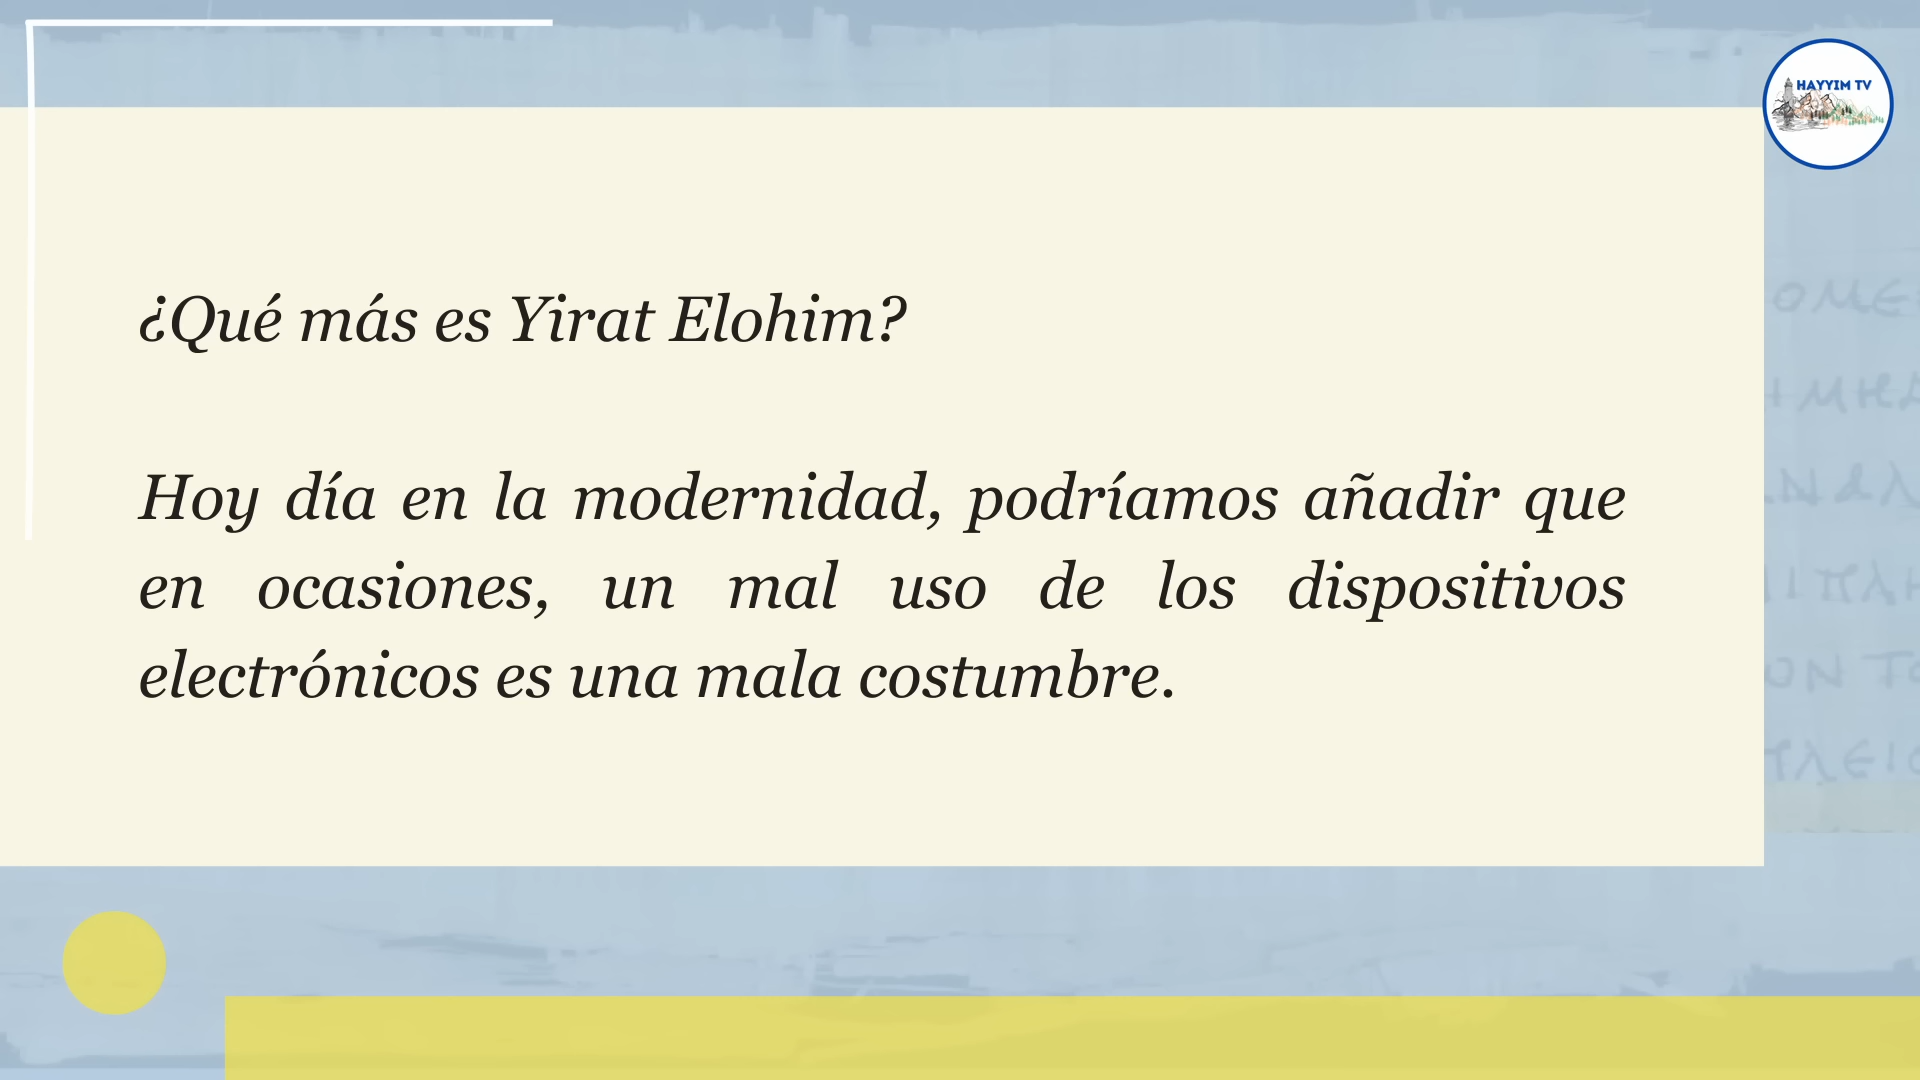 HAYYIM TV
¿Qué más es Yirat Elohim?
Hoy día en la modernidad, podríamos añadir que
en ocasiones, un mal uso de los dispositivos
electrónicos es una mala costumbre.